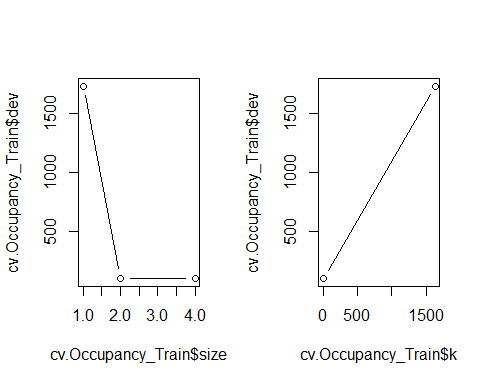 cv.Occupancy_Train$dev
500 1000 1500
1.0 2.0 3.0 4.0
cv.Occupancy_Train$size
cv.Occupancy_Train$dev
500 1000 1500
0 500 1500
cv.Occupancy_Train$k